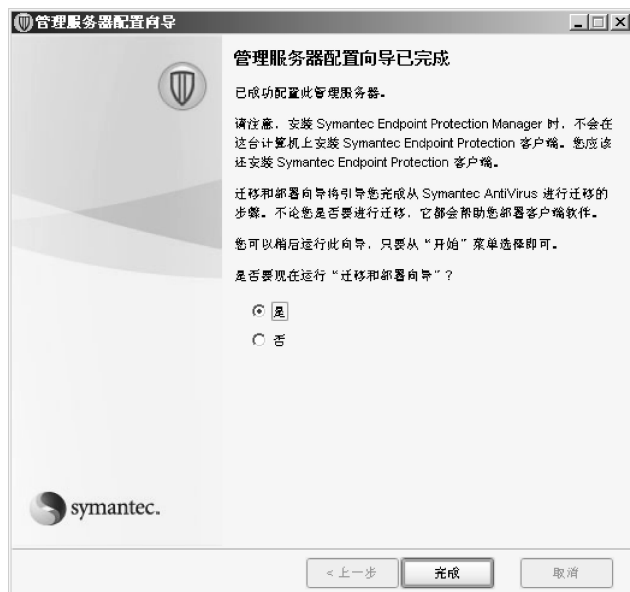 管理服务器配置向导
管理服务器配置向导已完成
已成功配置此管理服务器。
请注意，安装 Symantec Endpoint Protection Manager 时，不会在
这台计算机上安装 Symantec Endpoint Protection 客户端。您应该
还安装 Symantec Endpoint Protection 客户端。
迁移和部署向导将引导您完成从 Symantec AntiVirus 进行迁移的
步骤。不论您是否要进行迁移，它都会帮助您部署客户端软件。
您可以稍后运行此向导，只要从“开始”菜单选择即可。
是否要现在运行“迁移和部署向导”？
是
否
symantec.
< 上一步
完成
取消